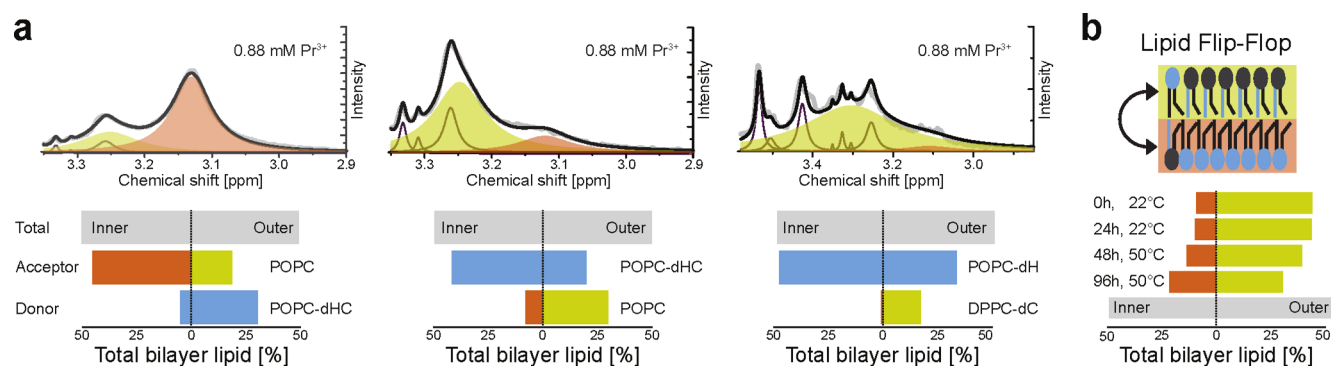 a
0.88 mM Pr³⁺
Intensity
3.3 3.2 3.1 3.0 2.9
Chemical shift [ppm]
0.88 mM Pr³⁺
Intensity
3.3 3.2 3.1 3.0 2.9
Chemical shift [ppm]
0.88 mM Pr³⁺
Intensity
3.4 3.2 3.0
Chemical shift [ppm]
Total Inner Outer
Acceptor POPC
Donor POPC-dHC
50 25 0 25 50
Total bilayer lipid [%]
Inner Outer
POPC-dHC
POPC
50 25 0 25 50
Total bilayer lipid [%]
Inner Outer
POPC-dH
DPPC-dC
50 25 0 25 50
Total bilayer lipid [%]
b
Lipid Flip-Flop
0h, 22°C
24h, 22°C
48h, 50°C
96h, 50°C
Inner Outer
50 25 0 25 50
Total bilayer lipid [%]